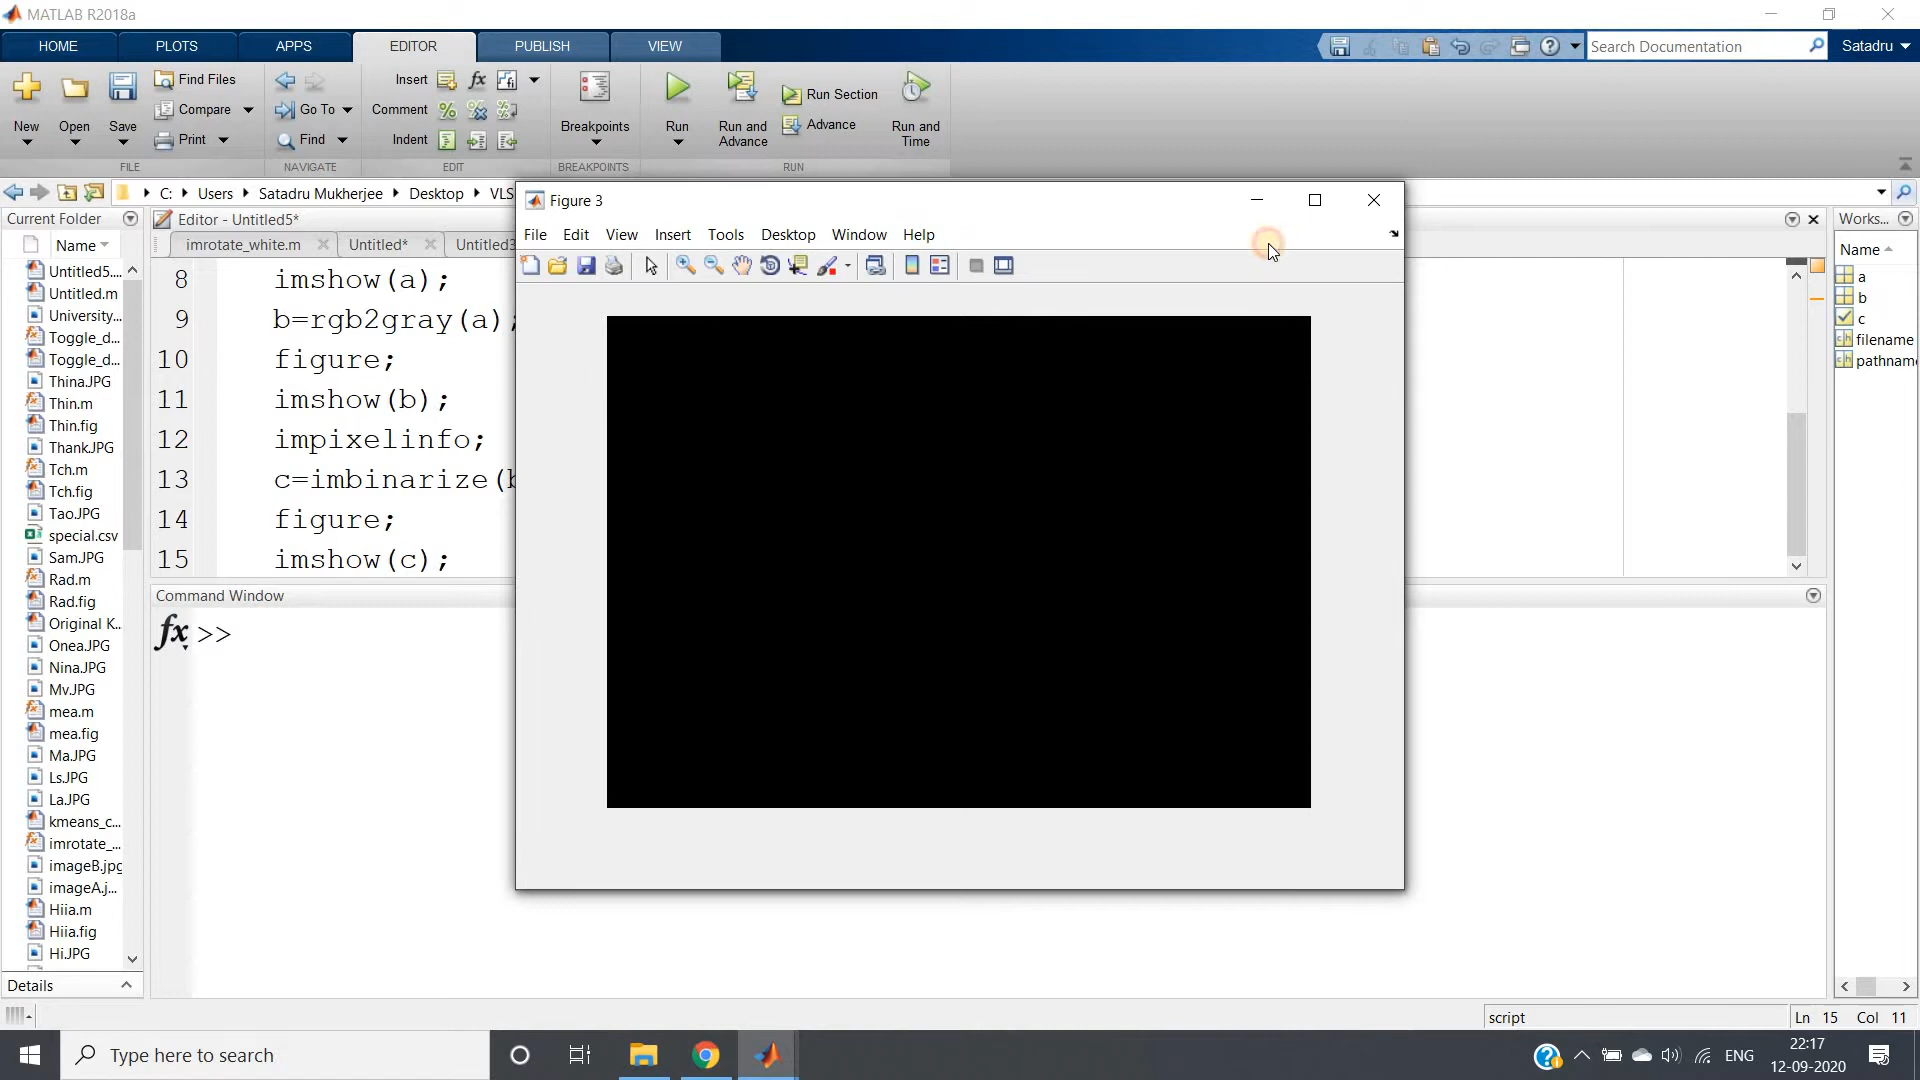 MATLAB R2018a
HOME PLOTS APPS EDITOR PUBLISH VIEW
Search Documentation
Satadru
New
Open
Save
Find Files
Compare
Print
Go To
Find
Insert
Comment
Indent
Breakpoints
Run
Run and Advance
Run Section
Advance
Run and Time
FILE NAVIGATE EDIT BREAKPOINTS RUN
C: Users Satadru Mukherjee Desktop VLS
Current Folder
Name
Untitled5....
Untitled.m
University...
Toggle_d...
Toggle_d...
Thina.JPG
Thin.m
Thin.fig
Thank.JPG
Tch.m
Tch.fig
Tao.JPG
special.csv
Sam.JPG
Rad.m
Rad.fig
Original K...
Onea.JPG
Nina.JPG
Mv.JPG
mea.m
mea.fig
Ma.JPG
Ls.JPG
La.JPG
kmeans_c...
imrotate_...
imageB.jpg
imageA.j...
Hiia.m
Hiia.fig
Hi.JPG
Details
Editor - Untitled5*
imrotate_white.m Untitled* Untitled3
8 imshow(a);
9 b=rgb2gray(a);
10 figure;
11 imshow(b);
12 impixelinfo;
13 c=imbinarize(b
14 figure;
15 imshow(c);
Command Window
fx >>
Figure 3
File Edit View Insert Tools Desktop Window Help
Works...
Name
a
b
c
filename
pathname
script
Ln 15 Col 11
Type here to search
ENG
22:17
12-09-2020